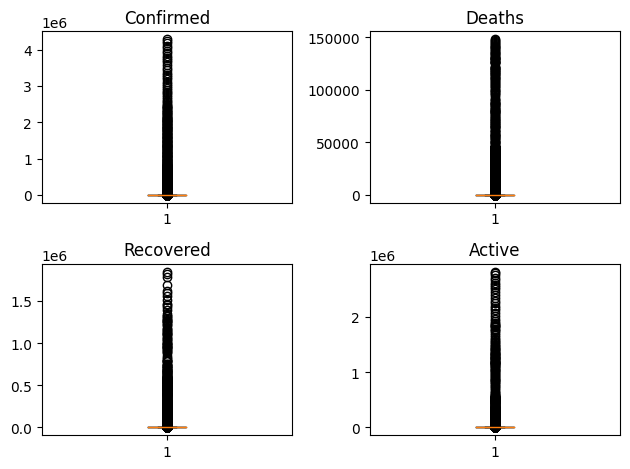 Confirmed
1e6
4
3
2
1
0
1
Deaths
150000
100000
50000
0
1
Recovered
1e6
1.5
1.0
0.5
0.0
1
Active
1e6
2
1
0
1